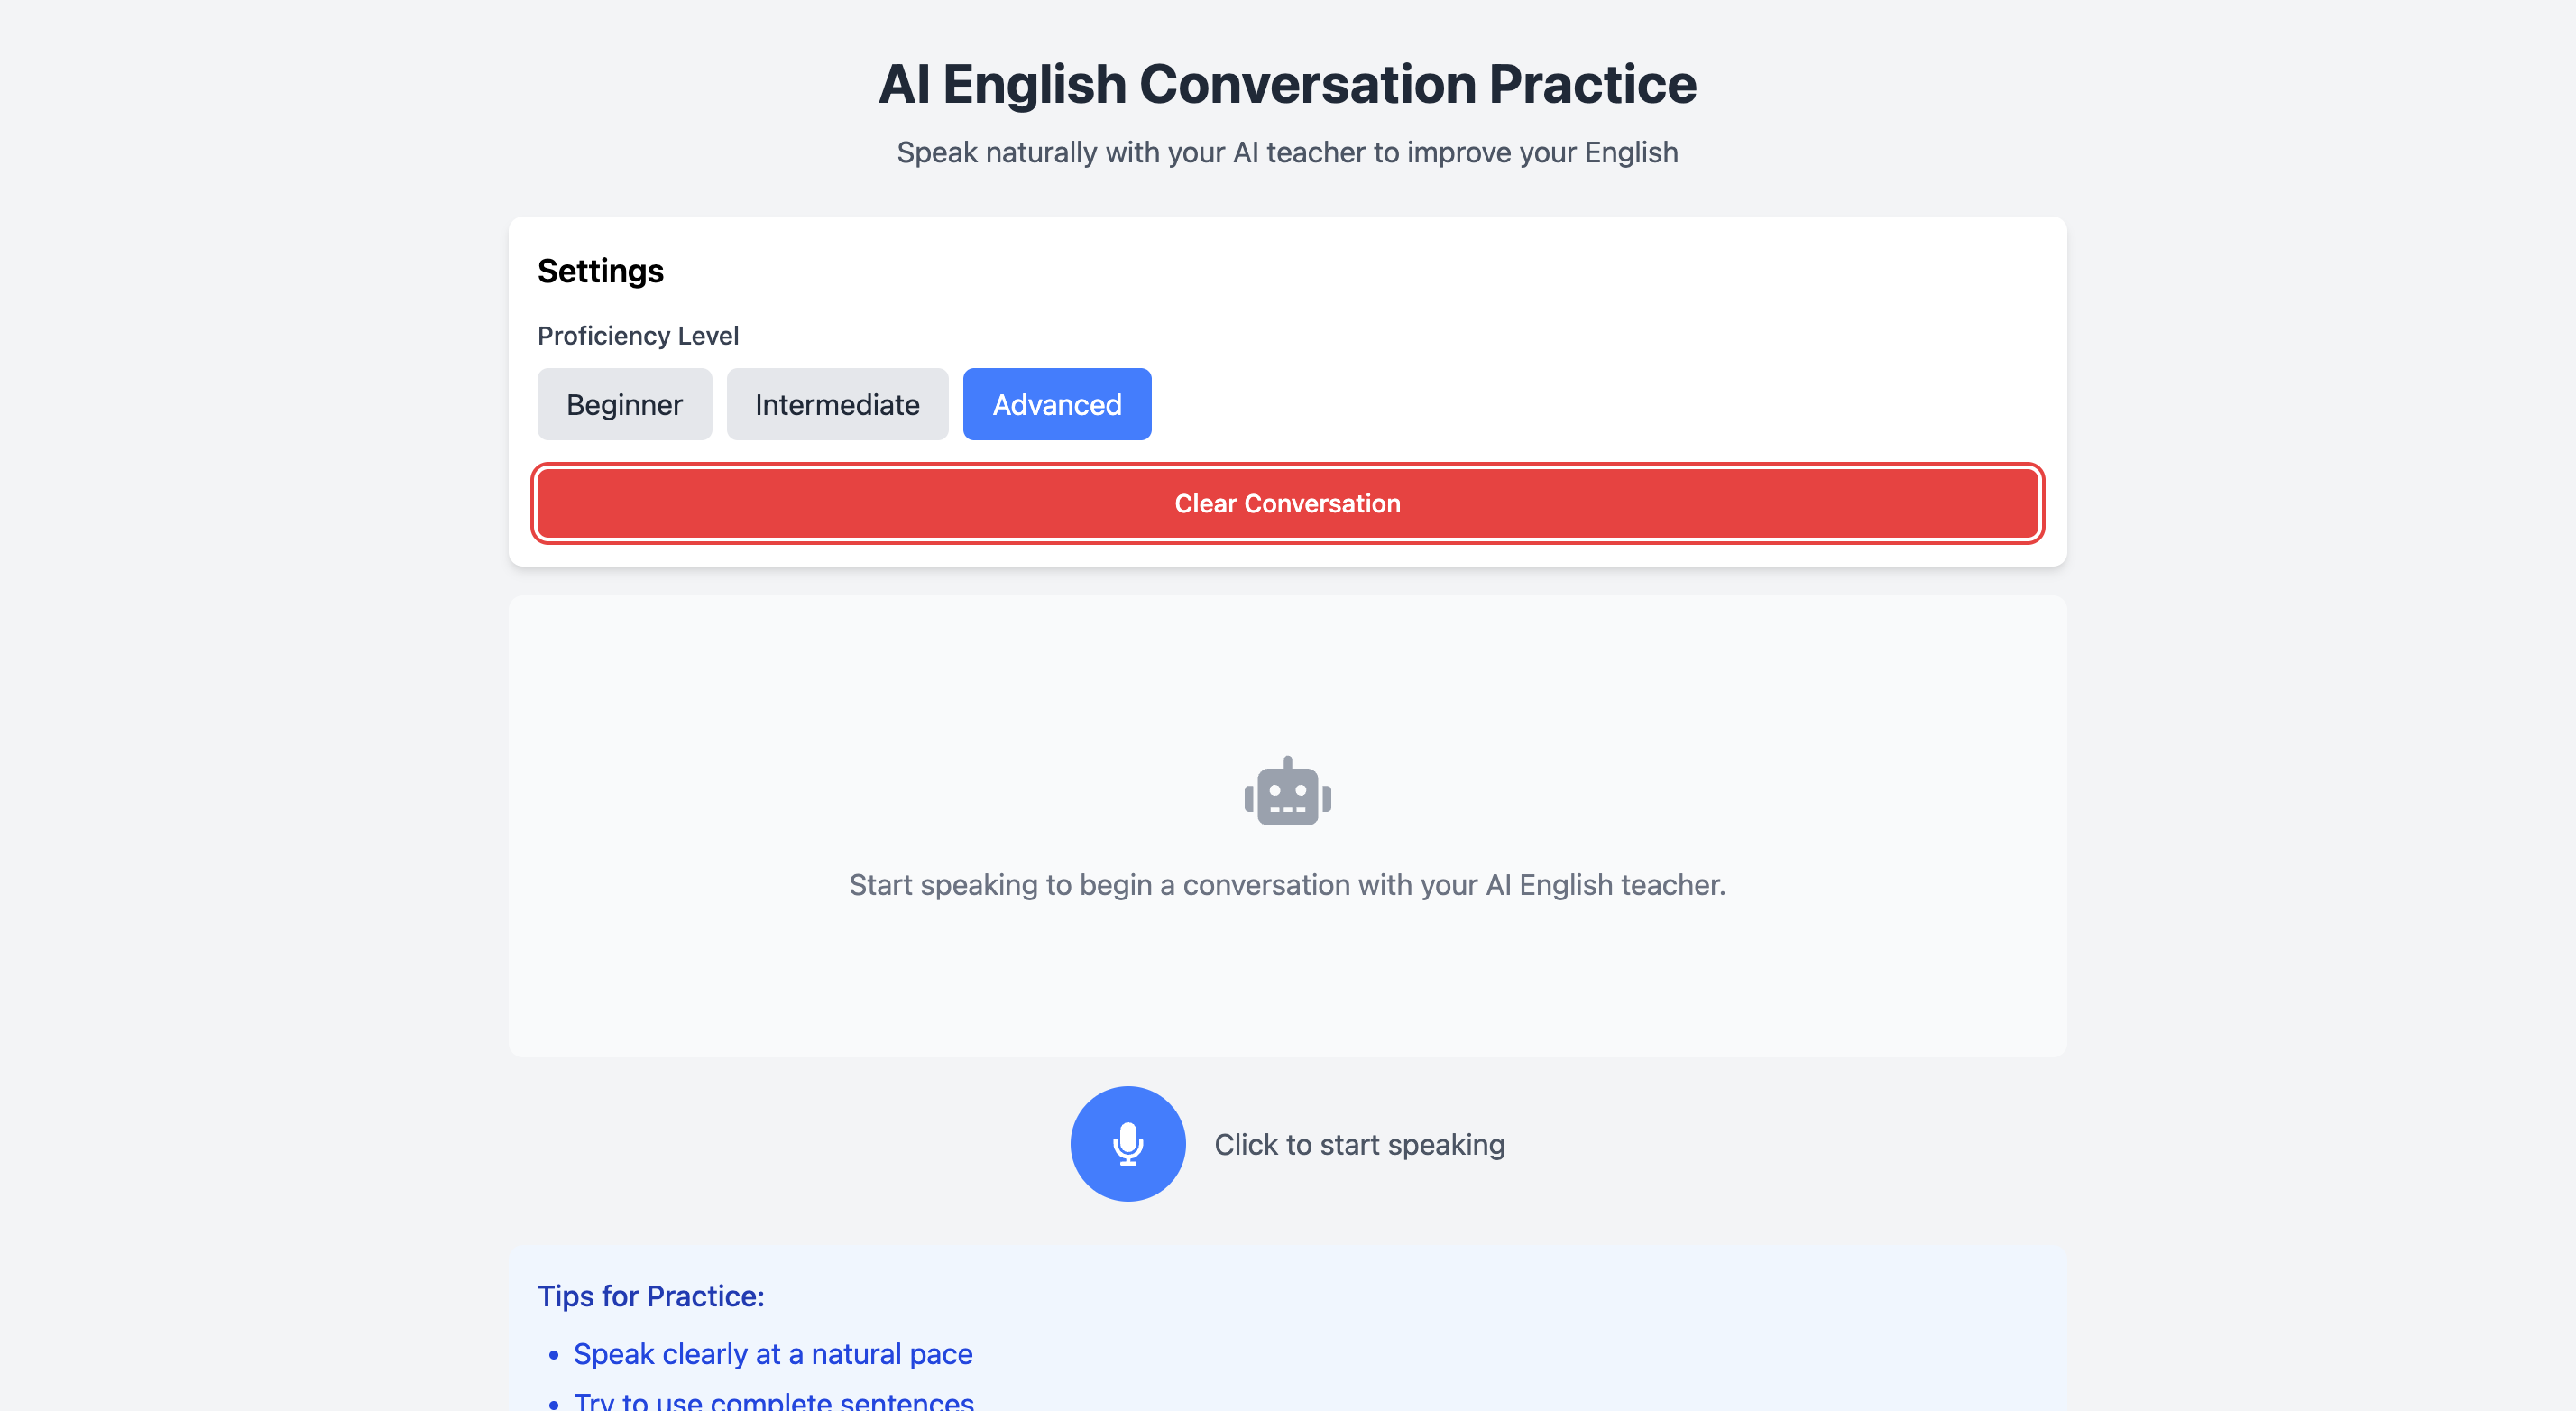 AI English Conversation Practice
Speak naturally with your AI teacher to improve your English
Settings
Proficiency Level
Beginner Intermediate Advanced
Clear Conversation
Start speaking to begin a conversation with your AI English teacher.
Click to start speaking
Tips for Practice:
• Speak clearly at a natural pace
• Try to use complete sentences